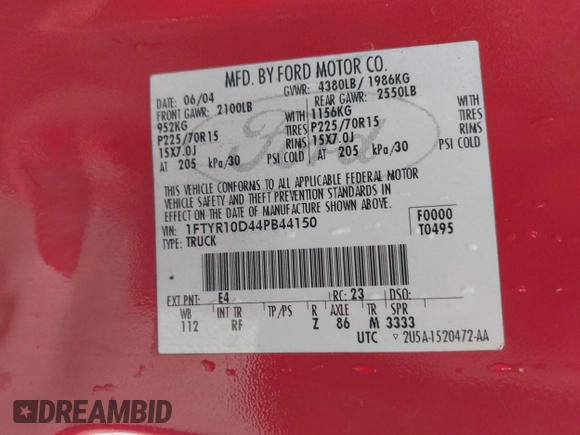 MFD. BY FORD MOTOR CO.
DATE: 06/04 GVWR: 4380LB/ 1986KG
FRONT GAWR: 2100LB REAR GAWR: 2550LB
952KG WITH 1156KG WITH
P225/70R15 TIRES P225/70R15 TIRES
15X7.0J RIMS 15X7.0J RIMS
AT 205 kPa/30 PSI COLD AT 205 kPa/30 PSI COLD
THIS VEHICLE CONFORMS TO ALL APPLICABLE FEDERAL MOTOR
VEHICLE SAFETY AND THEFT PREVENTION STANDARDS IN
EFFECT ON THE DATE OF MANUFACTURE SHOWN ABOVE.
VIN: 1FTYR10D44PB44150 F0000
TYPE: TRUCK T0495
EXT PNT: E4 RC: 23 DSO:
WB INT TR TP/PS R AXLE TR SPR
112 RF Z 86 M 3333
UTC ▽ 2U5A-1520472-AA
Ford
DREAMBID